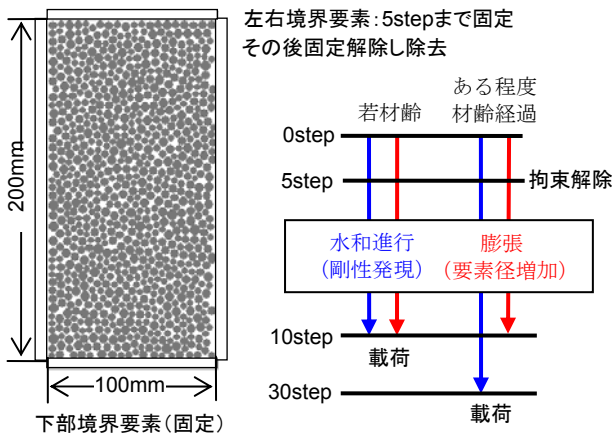 左右境界要素:5stepまで固定
その後固定解除し除去
200mm
100mm
下部境界要素(固定)
若材齢
ある程度
材齢経過
0step
5step
拘束解除
水和進行
(剛性発現)
膨張
(要素径増加)
10step
載荷
30step
載荷